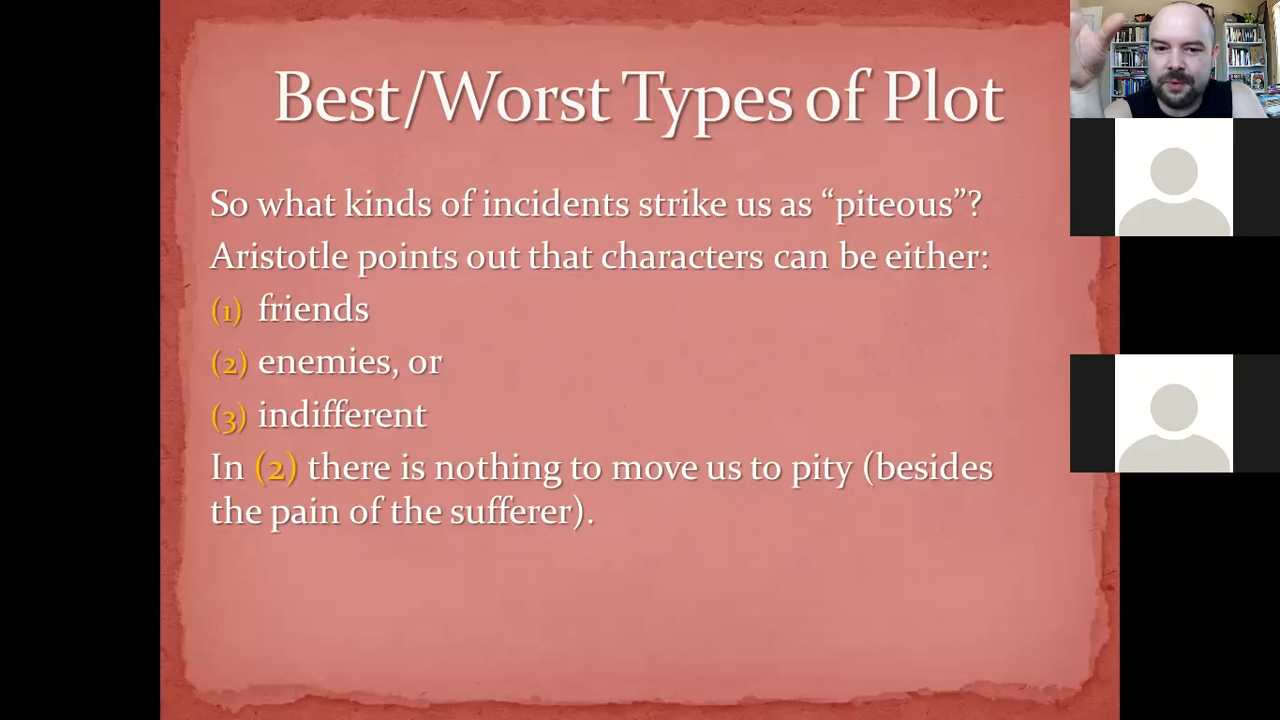 Best/Worst Types of Plot
So what kinds of incidents strike us as “piteous”?
Aristotle points out that characters can be either:
(1) friends
(2) enemies, or
(3) indifferent
In (2) there is nothing to move us to pity (besides
the pain of the sufferer).